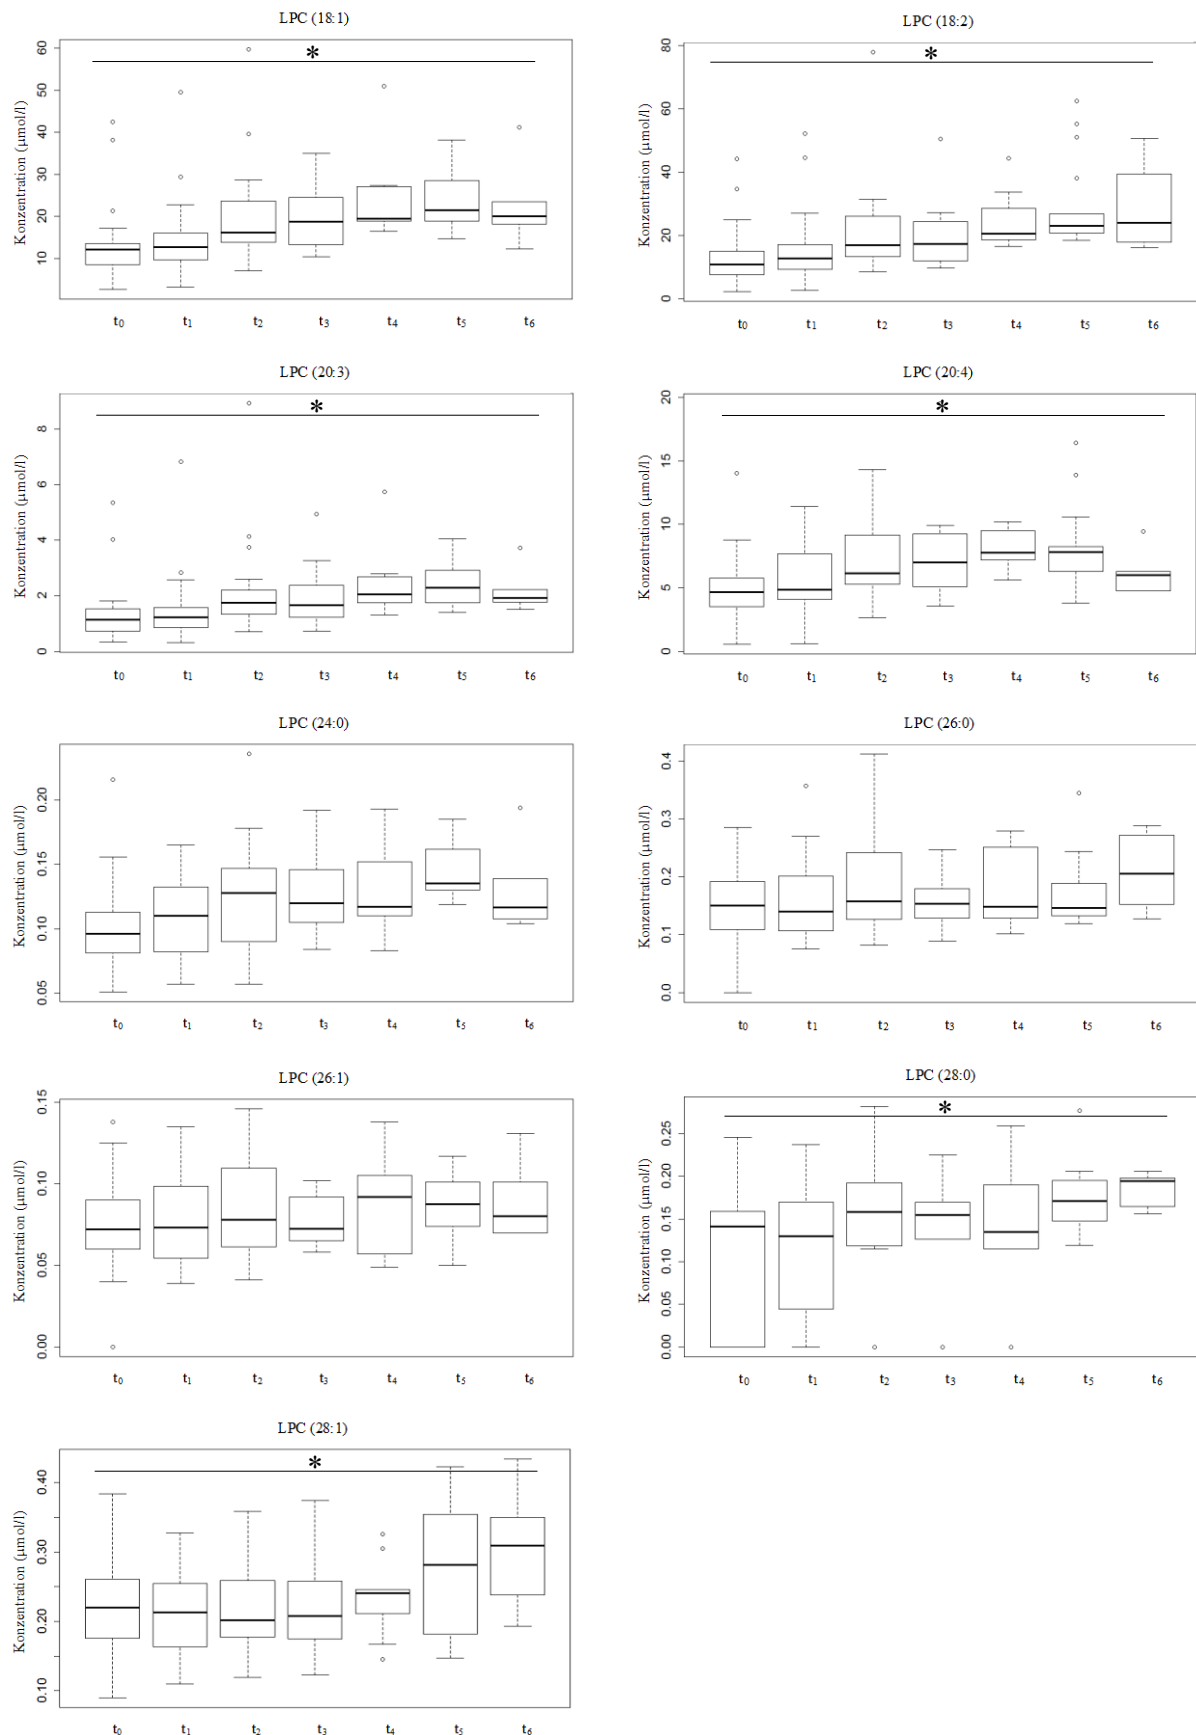 LPC (18:1)
*
Konzentration (µmol/l)
60
50
40
30
20
10
t0 t1 t2 t3 t4 t5 t6
LPC (18:2)
*
Konzentration (µmol/l)
80
60
40
20
0
t0 t1 t2 t3 t4 t5 t6
LPC (20:3)
*
Konzentration (µmol/l)
8
6
4
2
0
t0 t1 t2 t3 t4 t5 t6
LPC (20:4)
*
Konzentration (µmol/l)
20
15
10
5
0
t0 t1 t2 t3 t4 t5 t6
LPC (24:0)
Konzentration (µmol/l)
0.20
0.15
0.10
0.05
t0 t1 t2 t3 t4 t5 t6
LPC (26:0)
Konzentration (µmol/l)
0.4
0.3
0.2
0.1
0.0
t0 t1 t2 t3 t4 t5 t6
LPC (26:1)
Konzentration (µmol/l)
0.15
0.10
0.05
0.00
t0 t1 t2 t3 t4 t5 t6
LPC (28:0)
*
Konzentration (µmol/l)
0.25
0.20
0.15
0.10
0.05
0.00
t0 t1 t2 t3 t4 t5 t6
LPC (28:1)
*
Konzentration (µmol/l)
0.40
0.30
0.20
0.10
t0 t1 t2 t3 t4 t5 t6